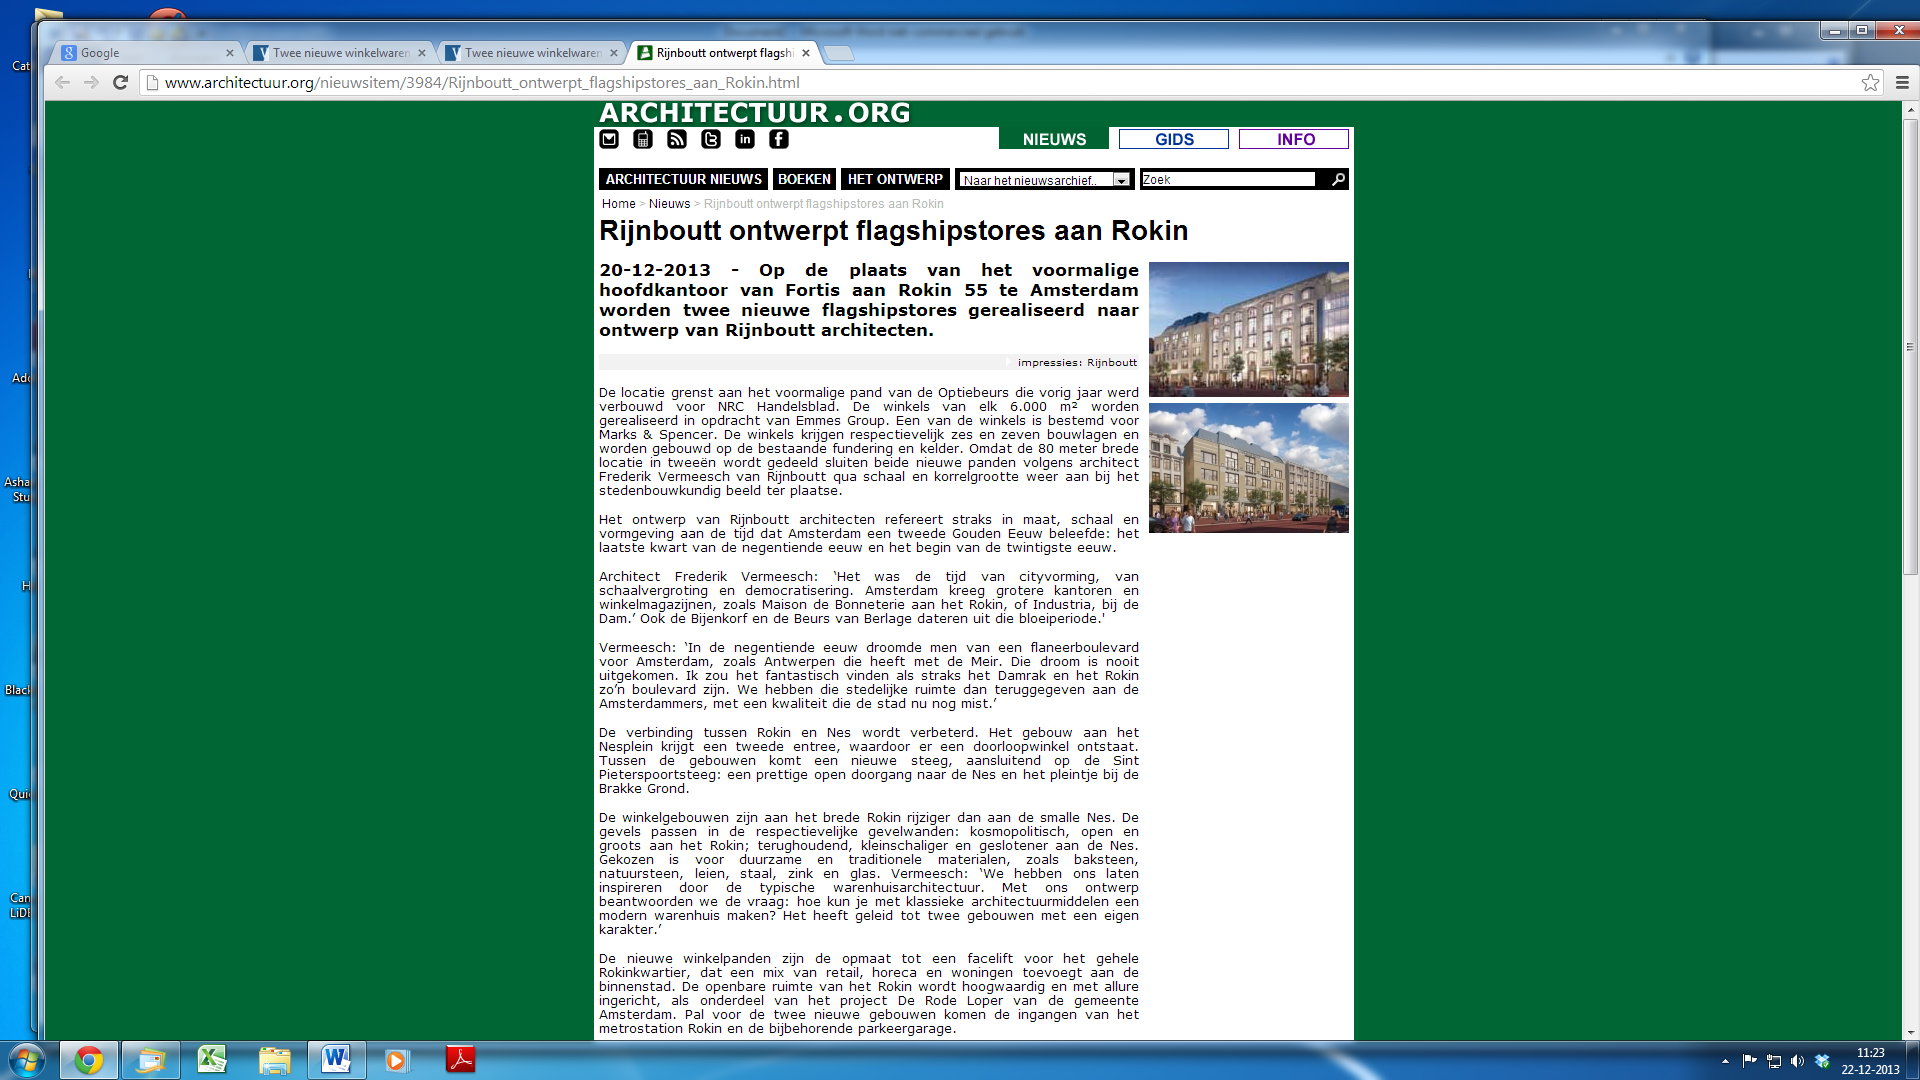 Google
Twee nieuwe winkelwaren
Twee nieuwe winkelwaren
Rijnboutt ontwerpt flagshi
www.architectuur.org/nieuwsitem/3984/Rijnboutt_ontwerpt_flagshipstores_aan_Rokin.html
ARCHITECTUUR.ORG
NIEUWS GIDS INFO
ARCHITECTUUR NIEUWS BOEKEN HET ONTWERP Naar het nieuwsarchief.. Zoek
Home > Nieuws > Rijnboutt ontwerpt flagshipstores aan Rokin
Rijnboutt ontwerpt flagshipstores aan Rokin
20-12-2013 - Op de plaats van het voormalige
hoofdkantoor van Fortis aan Rokin 55 te Amsterdam
worden twee nieuwe flagshipstores gerealiseerd naar
ontwerp van Rijnboutt architecten.
impressies: Rijnboutt
De locatie grenst aan het voormalige pand van de Optiebeurs die vorig jaar werd
verbouwd voor NRC Handelsblad. De winkels van elk 6.000 m² worden
gerealiseerd in opdracht van Emmes Group. Een van de winkels is bestemd voor
Marks & Spencer. De winkels krijgen respectievelijk zes en zeven bouwlagen en
worden gebouwd op de bestaande fundering en kelder. Omdat de 80 meter brede
locatie in tweeën wordt gedeeld sluiten beide nieuwe panden volgens architect
Frederik Vermeesch van Rijnboutt qua schaal en korrelgrootte weer aan bij het
stedenbouwkundig beeld ter plaatse.
Het ontwerp van Rijnboutt architecten refereert straks in maat, schaal en
vormgeving aan de tijd dat Amsterdam een tweede Gouden Eeuw beleefde: het
laatste kwart van de negentiende eeuw en het begin van de twintigste eeuw.
Architect Frederik Vermeesch: ‘Het was de tijd van cityvorming, van
schaalvergroting en democratisering. Amsterdam kreeg grotere kantoren en
winkelmagazijnen, zoals Maison de Bonneterie aan het Rokin, of Industria, bij de
Dam.’ Ook de Bijenkorf en de Beurs van Berlage dateren uit die bloeiperiode.'
Vermeesch: ‘In de negentiende eeuw droomde men van een flaneerboulevard
voor Amsterdam, zoals Antwerpen die heeft met de Meir. Die droom is nooit
uitgekomen. Ik zou het fantastisch vinden als straks het Damrak en het Rokin
zo’n boulevard zijn. We hebben die stedelijke ruimte dan teruggegeven aan de
Amsterdammers, met een kwaliteit die de stad nu nog mist.’
De verbinding tussen Rokin en Nes wordt verbeterd. Het gebouw aan het
Nesplein krijgt een tweede entree, waardoor er een doorloopwinkel ontstaat.
Tussen de gebouwen komt een nieuwe steeg, aansluitend op de Sint
Pieterspoortsteeg: een prettige open doorgang naar de Nes en het pleintje bij de
Brakke Grond.
De winkelgebouwen zijn aan het brede Rokin rijziger dan aan de smalle Nes. De
gevels passen in de respectievelijke gevelwanden: kosmopolitisch, open en
groots aan het Rokin; terughoudend, kleinschaliger en geslotener aan de Nes.
Gekozen is voor duurzame en traditionele materialen, zoals baksteen,
natuursteen, leien, staal, zink en glas. Vermeesch: ‘We hebben ons laten
inspireren door de typische warenhuisarchitectuur. Met ons ontwerp
beantwoorden we de vraag: hoe kun je met klassieke architectuurmiddelen een
modern warenhuis maken? Het heeft geleid tot twee gebouwen met een eigen
karakter.’
De nieuwe winkelpanden zijn de opmaat tot een facelift voor het gehele
Rokinkwartier, dat een mix van retail, horeca en woningen toevoegt aan de
binnenstad. De openbare ruimte van het Rokin wordt hoogwaardig en met allure
ingericht, als onderdeel van het project De Rode Loper van de gemeente
Amsterdam. Pal voor de twee nieuwe gebouwen komen de ingangen van het
metrostation Rokin en de bijbehorende parkeergarage.
Cat
Ado
Asha
Stu
H
Black
Quic
Can
LiDE
11:23
22-12-2013